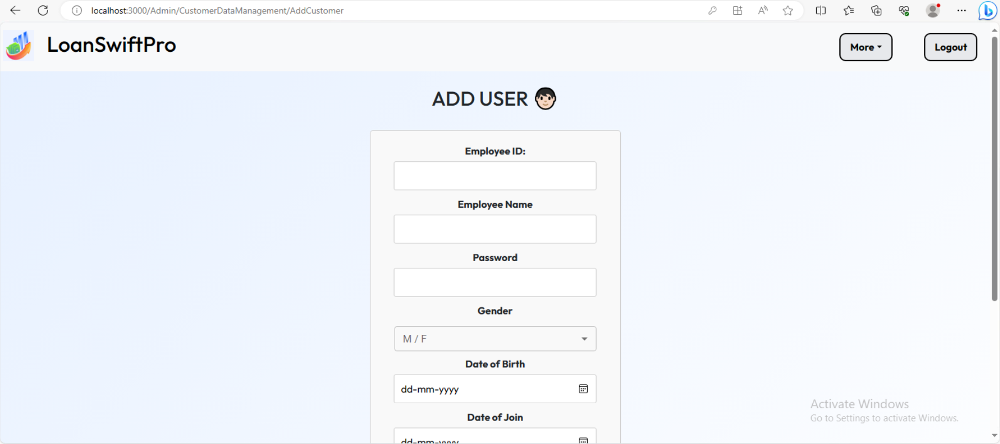 localhost:3000/Admin/CustomerDataManagement/AddCustomer
LoanSwiftPro
More
Logout
ADD USER
Employee ID:
Employee Name
Password
Gender
M / F
Date of Birth
dd-mm-yyyy
Date of Join
dd-mm-yyyy
Activate Windows
Go to Settings to activate Windows.